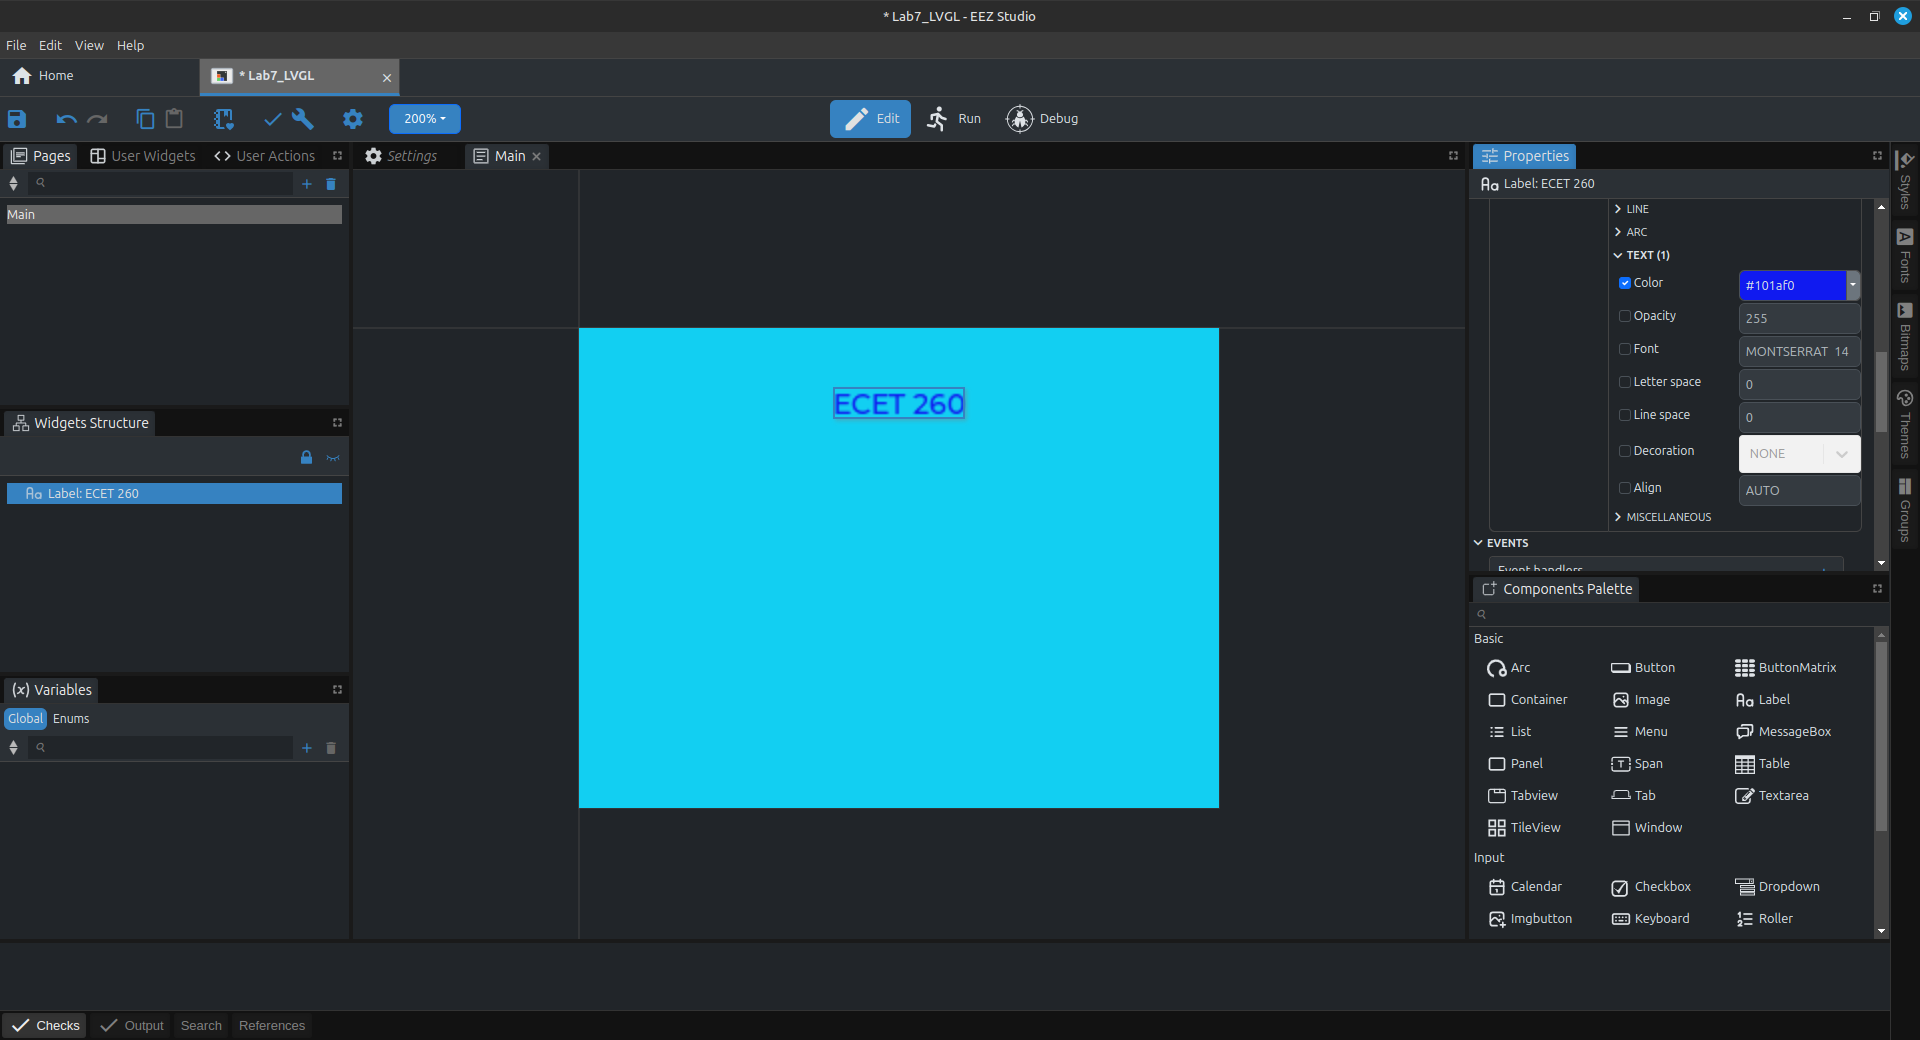 * Lab7_LVGL - EEZ Studio
File Edit View Help
Home
* Lab7_LVGL
200%
Edit Run Debug
Pages User Widgets User Actions
Settings Main
Properties
Label: ECET 260
Main
LINE
ARC
TEXT (1)
Color #101af0
Opacity 255
Font MONTSERRAT 14
Letter space 0
Line space 0
Decoration NONE
Align AUTO
MISCELLANEOUS
EVENTS
Event handlers
ECET 260
Widgets Structure
Label: ECET 260
Variables
Global Enums
Components Palette
Basic
Arc Button ButtonMatrix
Container Image Label
List Menu MessageBox
Panel Span Table
Tabview Tab Textarea
TileView Window
Input
Calendar Checkbox Dropdown
Imgbutton Keyboard Roller
Styles
Fonts
Bitmaps
Themes
Groups
Checks Output Search References